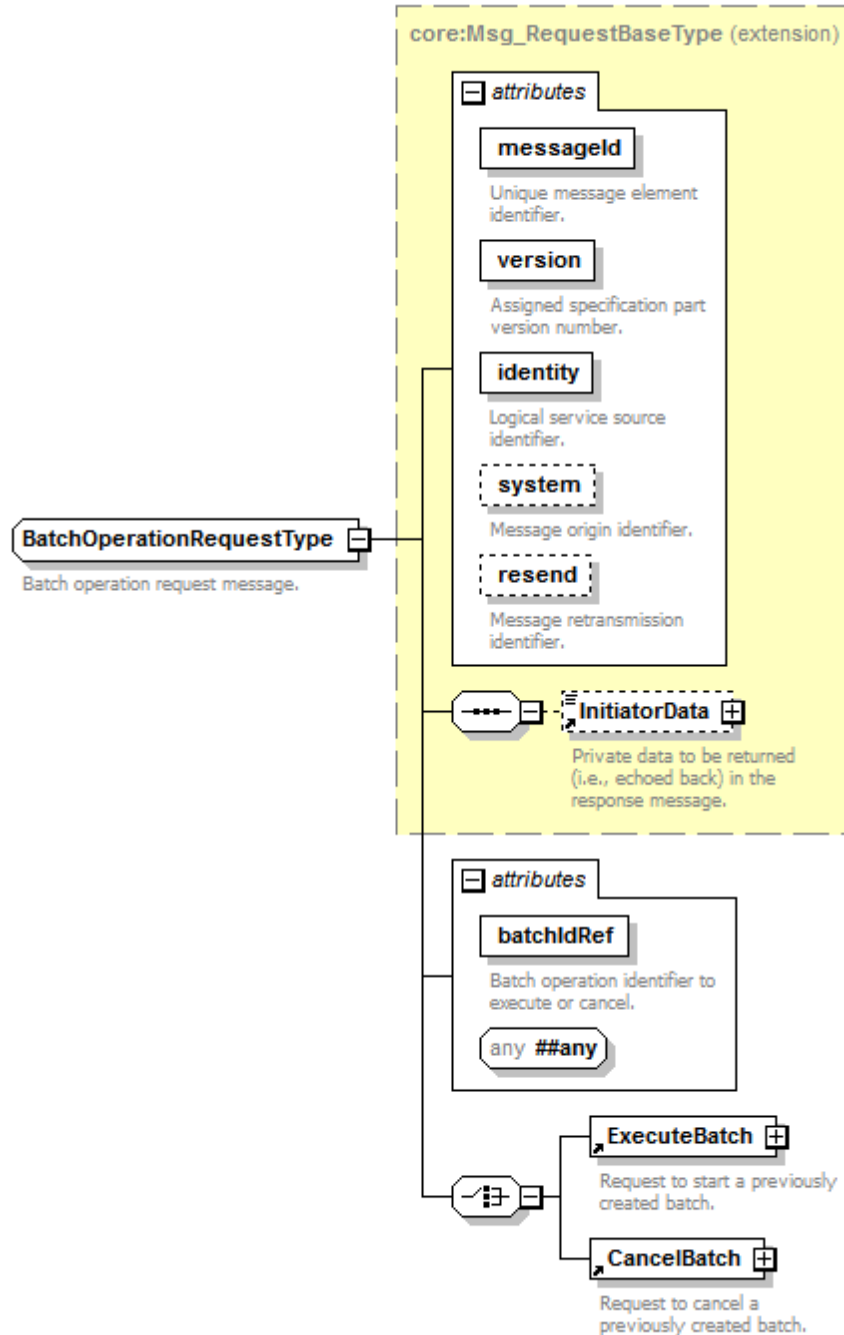 core:Msg_RequestBaseType (extension)
attributes
messageId
Unique message element
identifier.
version
Assigned specification part
version number.
identity
Logical service source
identifier.
system
Message origin identifier.
resend
Message retransmission
identifier.
BatchOperationRequestType
Batch operation request message.
InitiatorData
Private data to be returned
(i.e., echoed back) in the
response message.
attributes
batchIdRef
Batch operation identifier to
execute or cancel.
any ##any
ExecuteBatch
Request to start a previously
created batch.
CancelBatch
Request to cancel a
previously created batch.